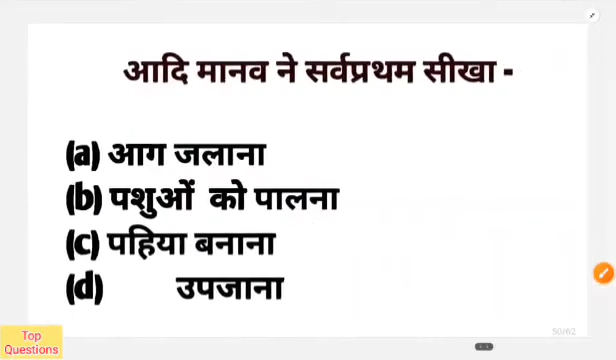 आदि मानव ने सर्वप्रथम सीखा -
(a) आग जलाना
(b) पशुओं को पालना
(c) पहिया बनाना
(d) उपजाना
Top
Questions
50/62